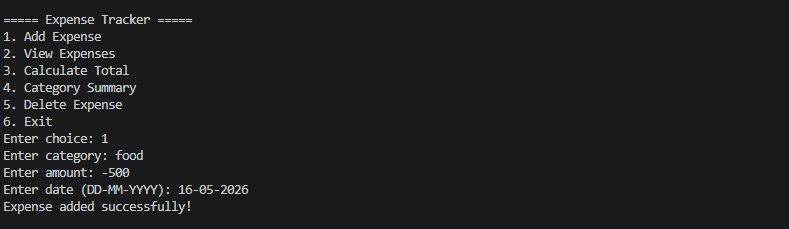 ===== Expense Tracker =====
1. Add Expense
2. View Expenses
3. Calculate Total
4. Category Summary
5. Delete Expense
6. Exit
Enter choice: 1
Enter category: food
Enter amount: -500
Enter date (DD-MM-YYYY): 16-05-2026
Expense added successfully!